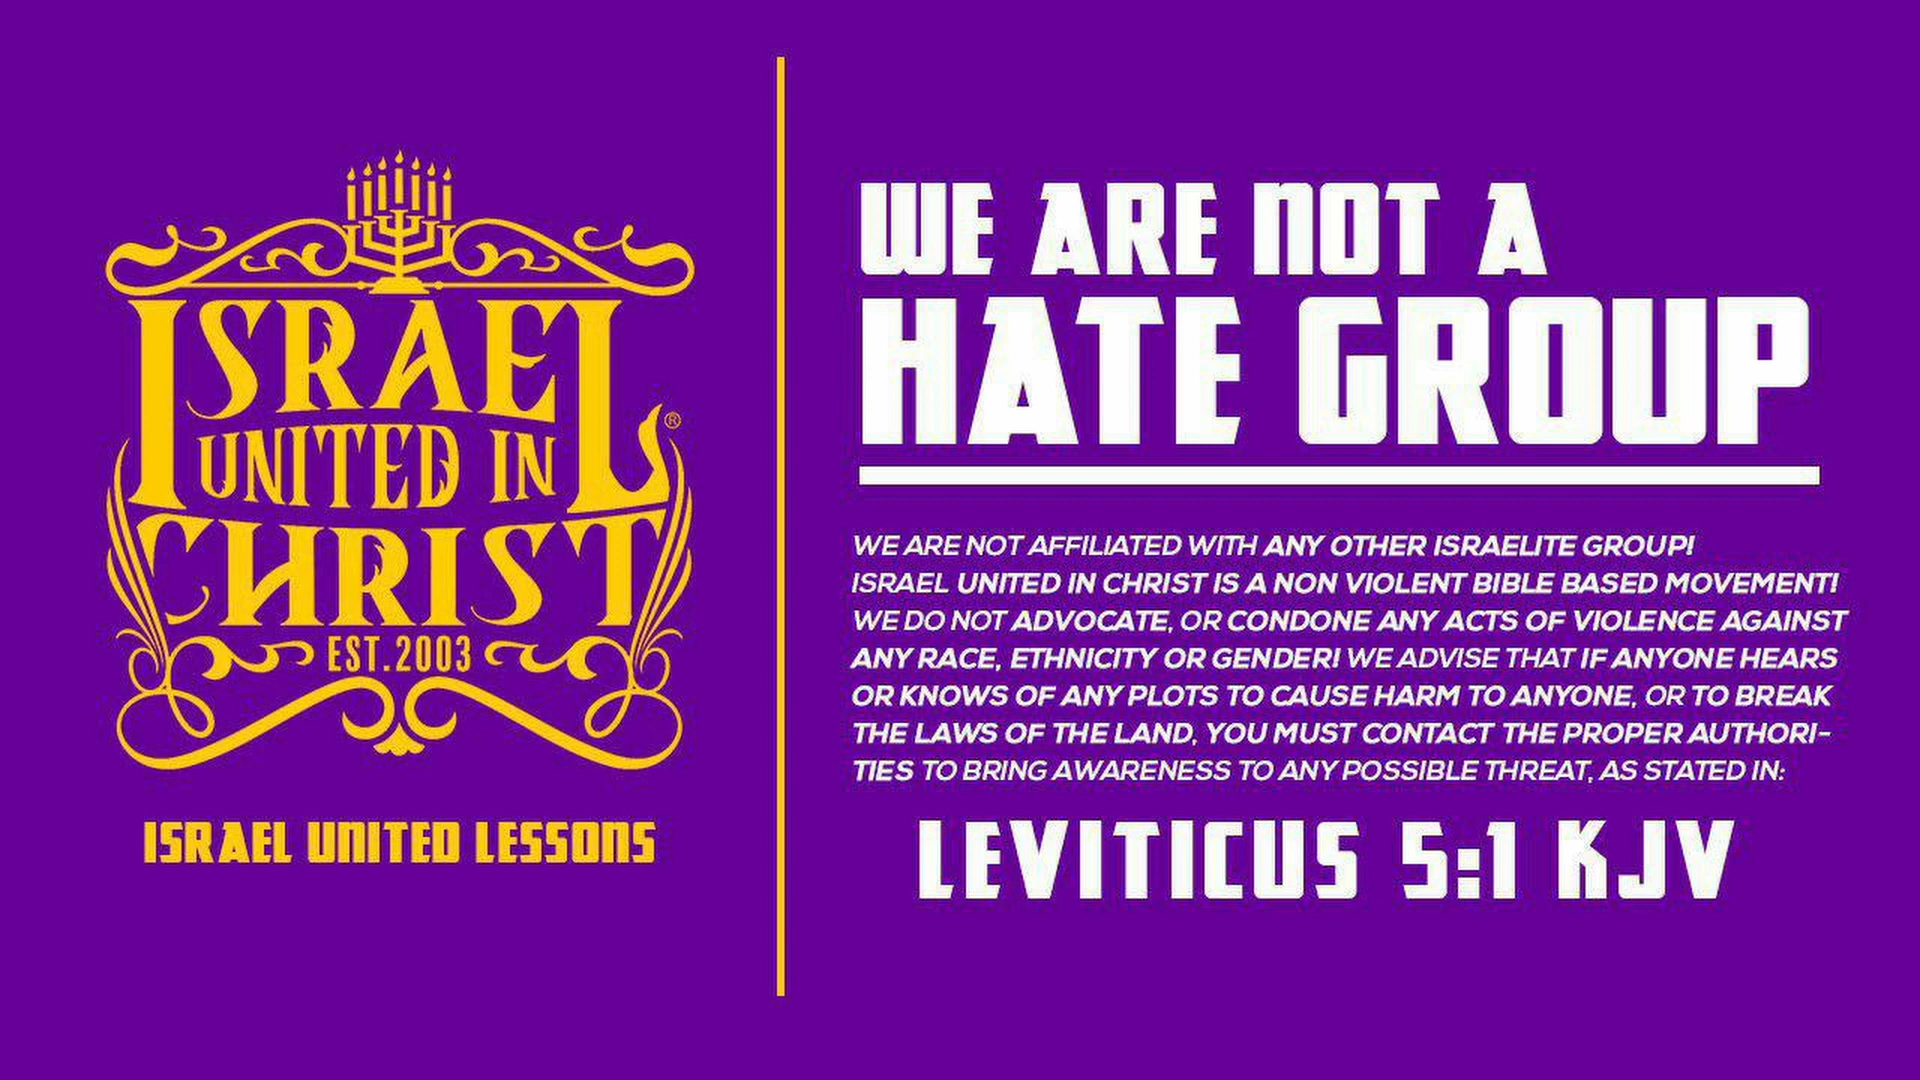 ISRAEL
UNITED IN
CHRIST
®
EST.2003
ISRAEL UNITED LESSONS
WE ARE NOT A
HATE GROUP
WE ARE NOT AFFILIATED WITH ANY OTHER ISRAELITE GROUP!
ISRAEL UNITED IN CHRIST IS A NON VIOLENT BIBLE BASED MOVEMENT!
WE DO NOT ADVOCATE, OR CONDONE ANY ACTS OF VIOLENCE AGAINST
ANY RACE, ETHNICITY OR GENDER! WE ADVISE THAT IF ANYONE HEARS
OR KNOWS OF ANY PLOTS TO CAUSE HARM TO ANYONE, OR TO BREAK
THE LAWS OF THE LAND, YOU MUST CONTACT THE PROPER AUTHORI-
TIES TO BRING AWARENESS TO ANY POSSIBLE THREAT, AS STATED IN:
LEVITICUS 5:1 KJV